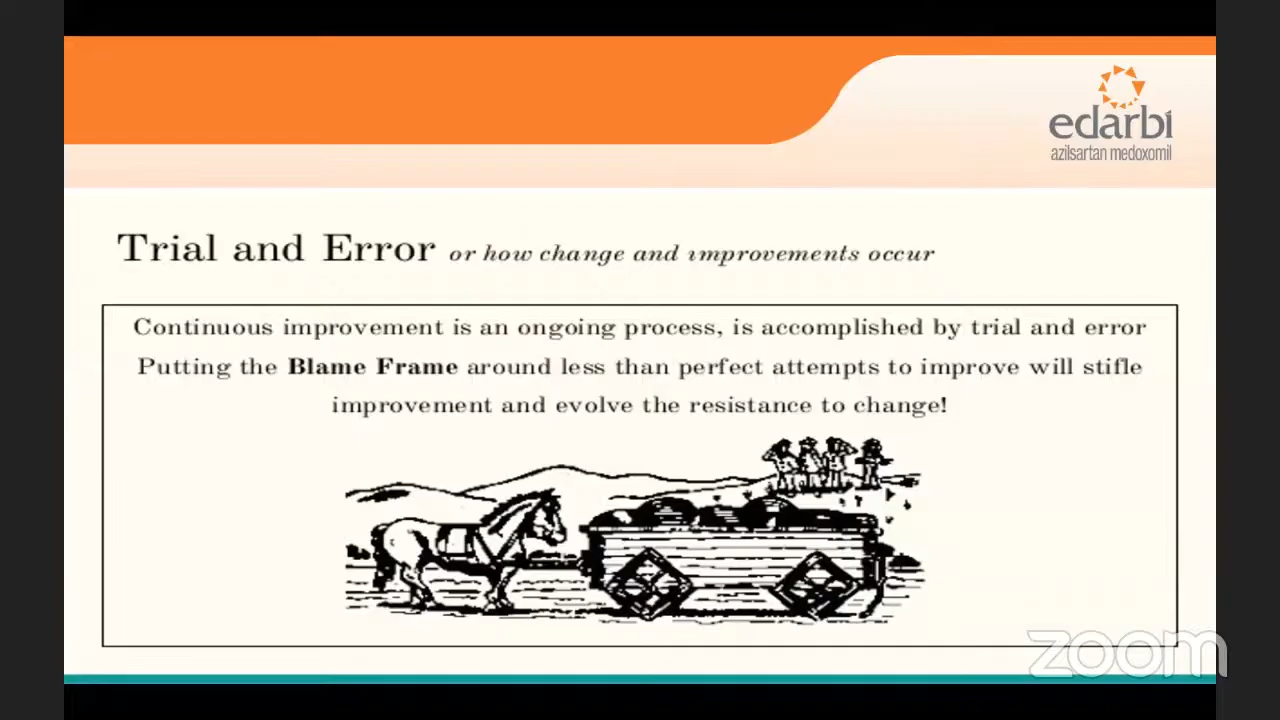 edarbi
azilsartan medoxomil
Trial and Error or how change and improvements occur
Continuous improvement is an ongoing process, is accomplished by trial and error
Putting the Blame Frame around less than perfect attempts to improve will stifle
improvement and evolve the resistance to change!
zoom